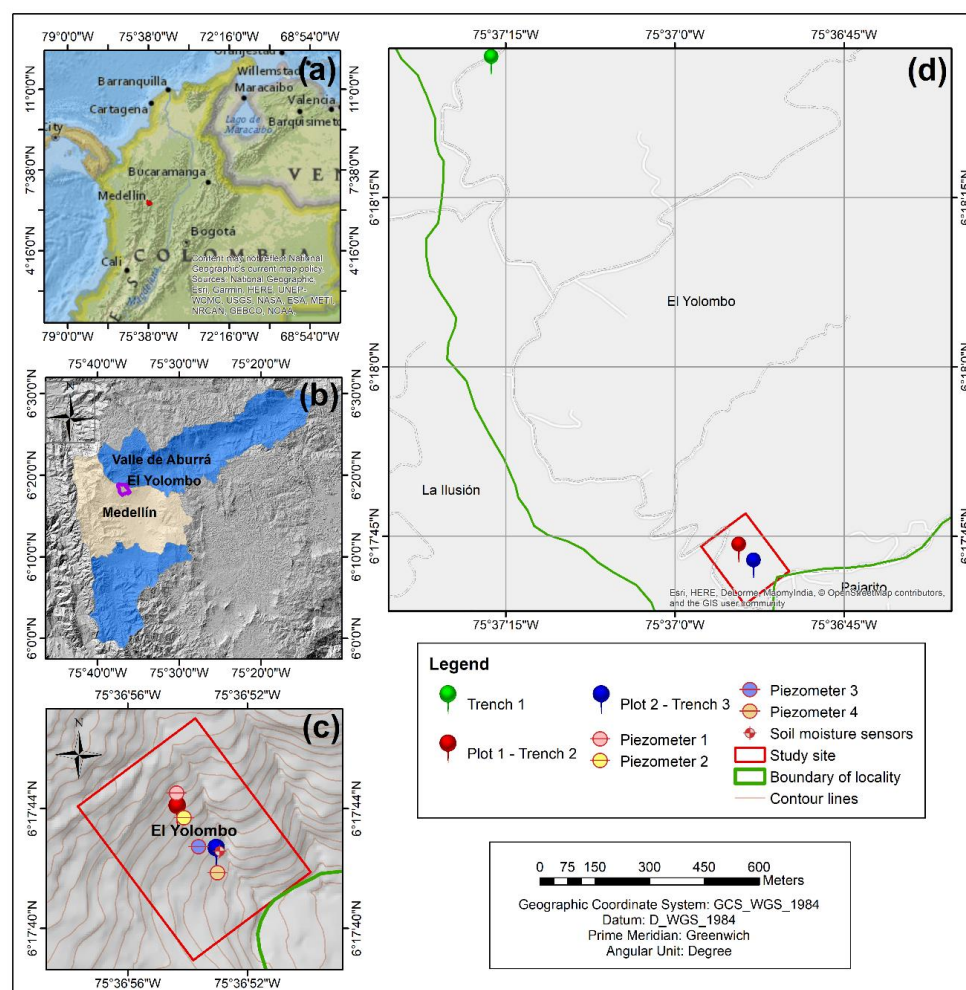 79°0'0"W 75°38'0"W 72°16'0"W 68°54'0"W
(a)
11°0'0"N
7°38'0"N
4°16'0"N
11°0'0"N
7°38'0"N
4°16'0"N
Willemstad
Barranquilla
Maracaibo
Cartagena
Valencia
Lago de
Maracaibo
Barquisimeto
Bucaramanga
VEN
Medellín
Bogotá
COLOMBIA
Cali
Content may not reflect National
Geographic's current map policy.
Sources: National Geographic,
Esri, Garmin, HERE, UNEP-
WCMC, USGS, NASA, ESA, METI,
NRCAN, GEBCO, NOAA,
79°0'0"W 75°38'0"W 72°16'0"W 68°54'0"W
75°40'0"W 75°30'0"W 75°20'0"W
(b)
N
6°30'0"N
6°20'0"N
6°10'0"N
6°0'0"N
6°30'0"N
6°20'0"N
6°10'0"N
6°0'0"N
Valle de Aburrá
El Yolombo
Medellín
75°40'0"W 75°30'0"W 75°20'0"W
75°36'56"W 75°36'52"W
(c)
N
6°17'44"N
6°17'40"N
6°17'44"N
6°17'40"N
El Yolombo
75°36'56"W 75°36'52"W
75°37'15"W 75°37'0"W 75°36'45"W
(d)
6°18'15"N
6°18'0"N
6°17'45"N
6°18'15"N
6°18'0"N
6°17'45"N
El Yolombo
La Ilusión
Pajarito
Esri, HERE, DeLorme, MapmyIndia, © OpenStreetMap contributors,
and the GIS user community
75°37'15"W 75°37'0"W 75°36'45"W
Legend
Trench 1
Plot 1 - Trench 2
Plot 2 - Trench 3
Piezometer 1
Piezometer 2
Piezometer 3
Piezometer 4
Soil moisture sensors
Study site
Boundary of locality
Contour lines
0 75 150 300 450 600
Meters
Geographic Coordinate System: GCS_WGS_1984
Datum: D_WGS_1984
Prime Meridian: Greenwich
Angular Unit: Degree